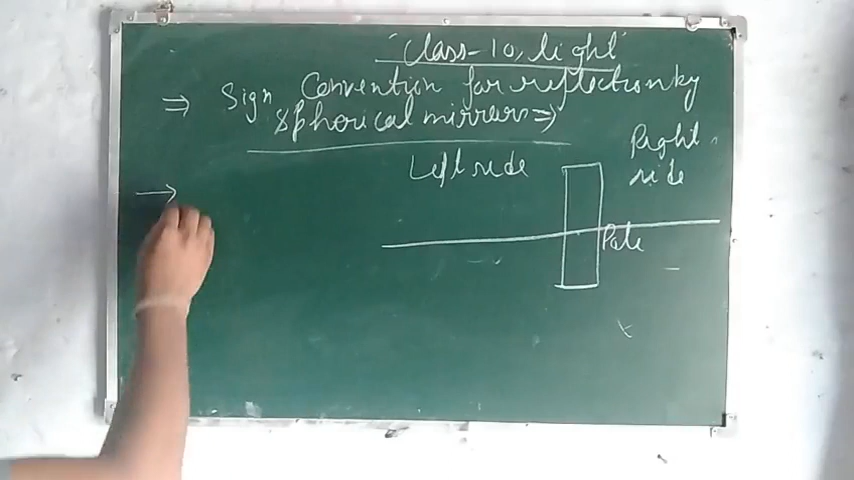 "Class-10, light"
⇒ Sign Convention for reflection by
spherical mirrors ⇒
Left side
Right side
→
Pole